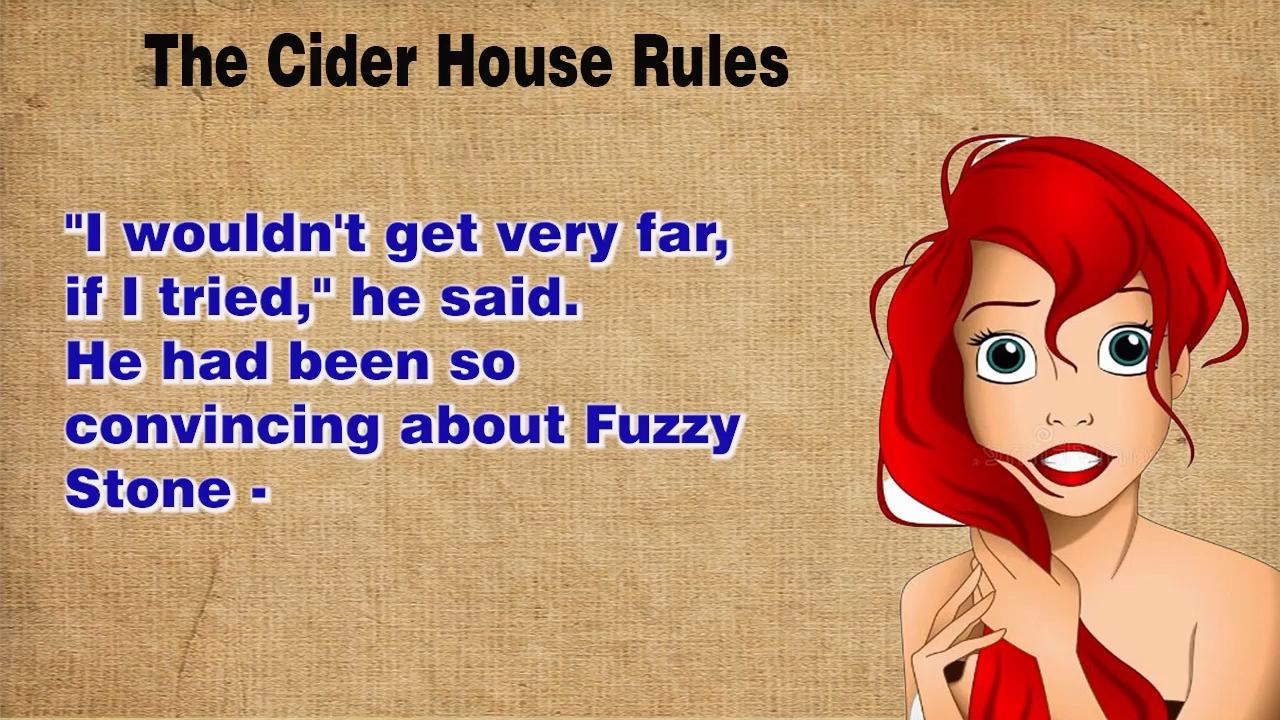 The Cider House Rules
"I wouldn't get very far,
if I tried," he said.
He had been so
convincing about Fuzzy
Stone -